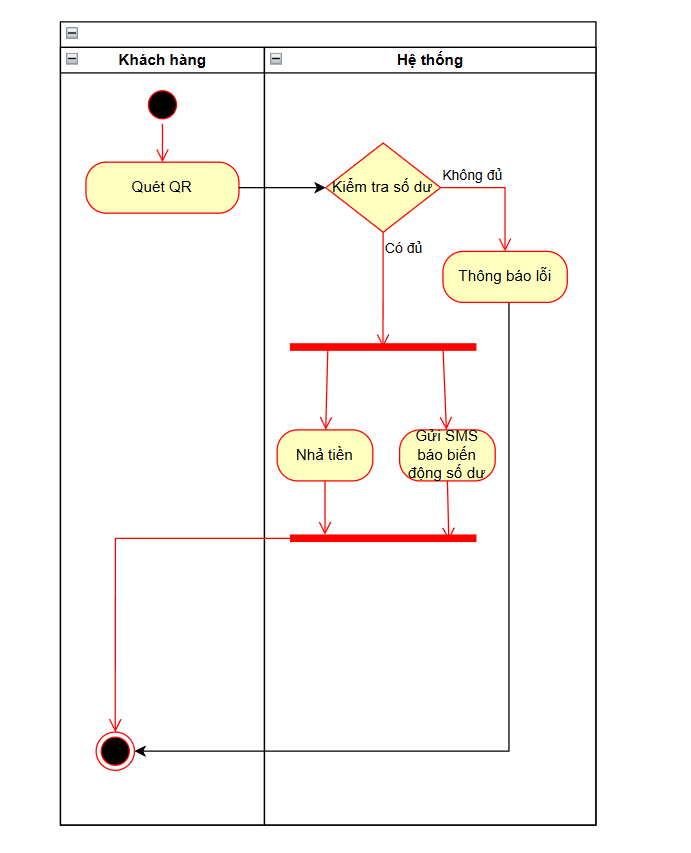 Khách hàng
Hệ thống
Quét QR
Kiểm tra số dư
Không đủ
Có đủ
Thông báo lỗi
Nhả tiền
Gửi SMS
báo biến
động số dư